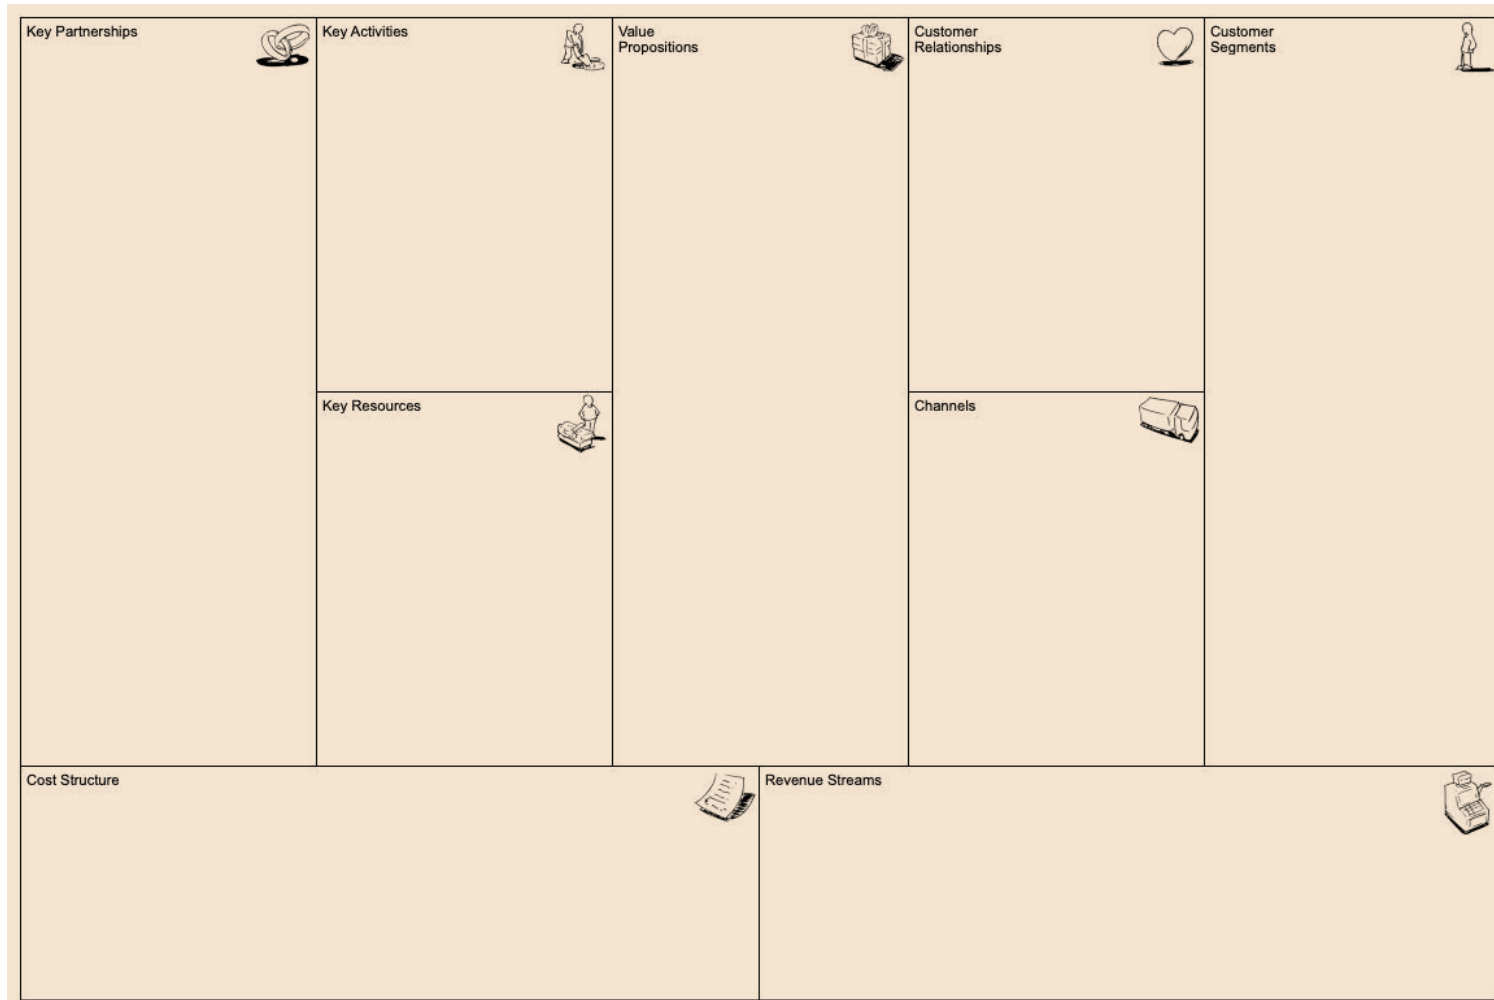 Key Partnerships
Key Activities
Value
Propositions
Customer
Relationships
Customer
Segments
Key Resources
Channels
Cost Structure
Revenue Streams